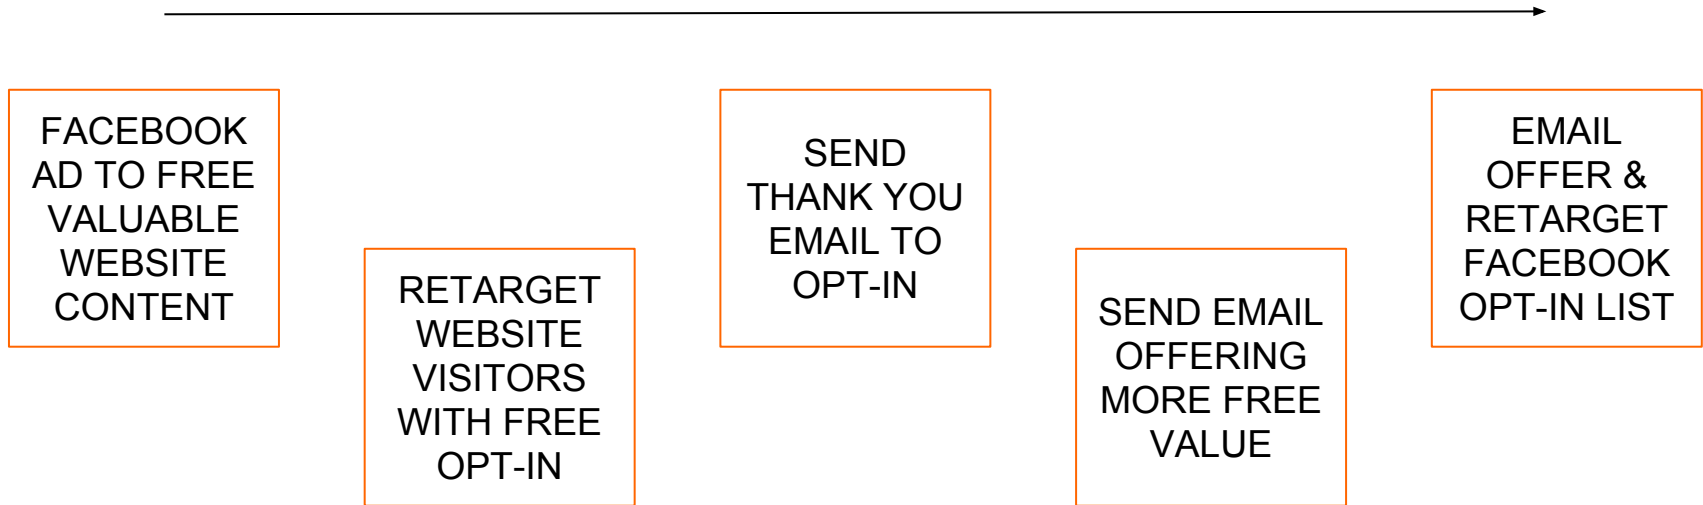 FACEBOOK
AD TO FREE
VALUABLE
WEBSITE
CONTENT
RETARGET
WEBSITE
VISITORS
WITH FREE
OPT-IN
SEND
THANK YOU
EMAIL TO
OPT-IN
SEND EMAIL
OFFERING
MORE FREE
VALUE
EMAIL
OFFER &
RETARGET
FACEBOOK
OPT-IN LIST